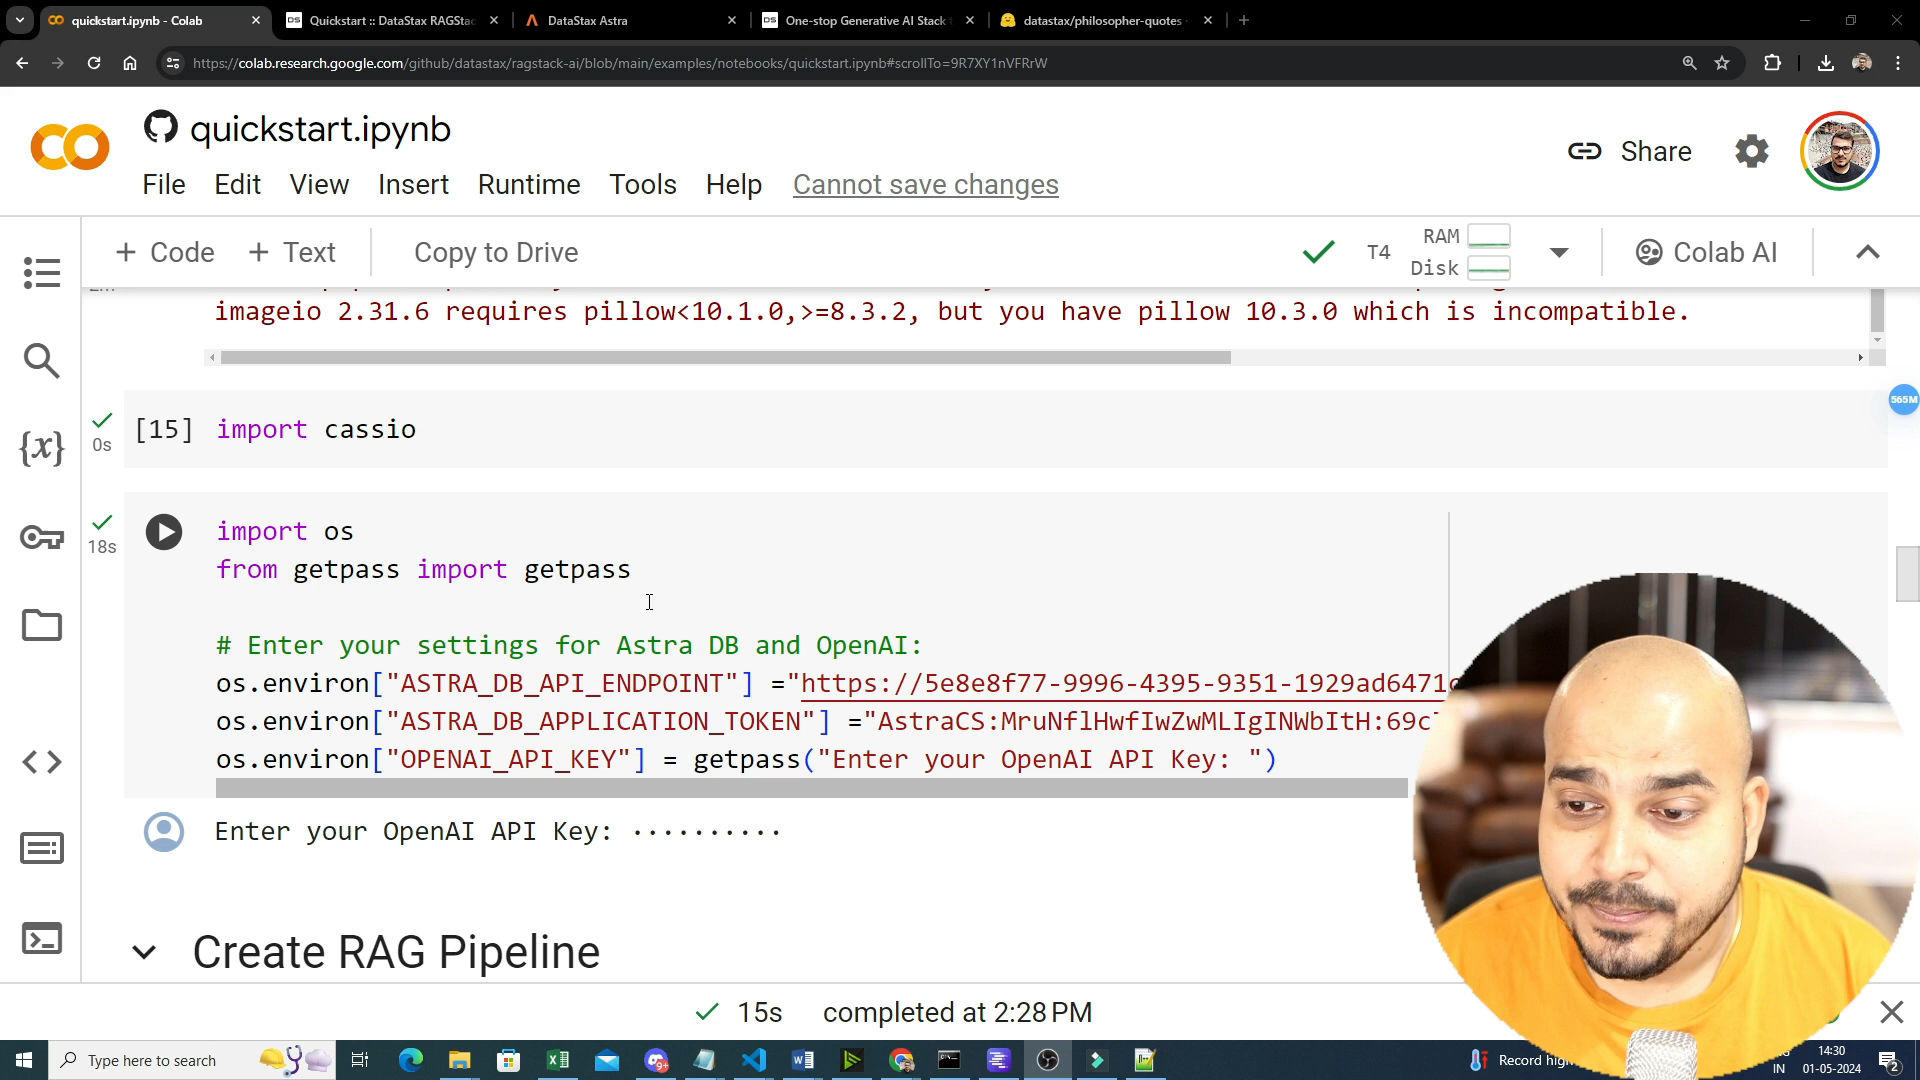 quickstart.ipynb - Colab
Quickstart :: DataStax RAGStac
DataStax Astra
One-stop Generative AI Stack
datastax/philosopher-quotes
https://colab.research.google.com/github/datastax/ragstack-ai/blob/main/examples/notebooks/quickstart.ipynb#scrollTo=9R7XY1nVFRrW
quickstart.ipynb
Share
File Edit View Insert Runtime Tools Help Cannot save changes
+ Code + Text Copy to Drive
T4
RAM
Disk
Colab AI
imageio 2.31.6 requires pillow<10.1.0,>=8.3.2, but you have pillow 10.3.0 which is incompatible.
565M
0s
[15] import cassio
18s
import os
from getpass import getpass
# Enter your settings for Astra DB and OpenAI:
os.environ["ASTRA_DB_API_ENDPOINT"] ="https://5e8e8f77-9996-4395-9351-1929ad6471
os.environ["ASTRA_DB_APPLICATION_TOKEN"] ="AstraCS:MruNflHwfIwZwMLIgINWbItH:69c
os.environ["OPENAI_API_KEY"] = getpass("Enter your OpenAI API Key: ")
Enter your OpenAI API Key: ··········
Create RAG Pipeline
15s completed at 2:28 PM
Type here to search
Record high
IN
14:30
01-05-2024
2